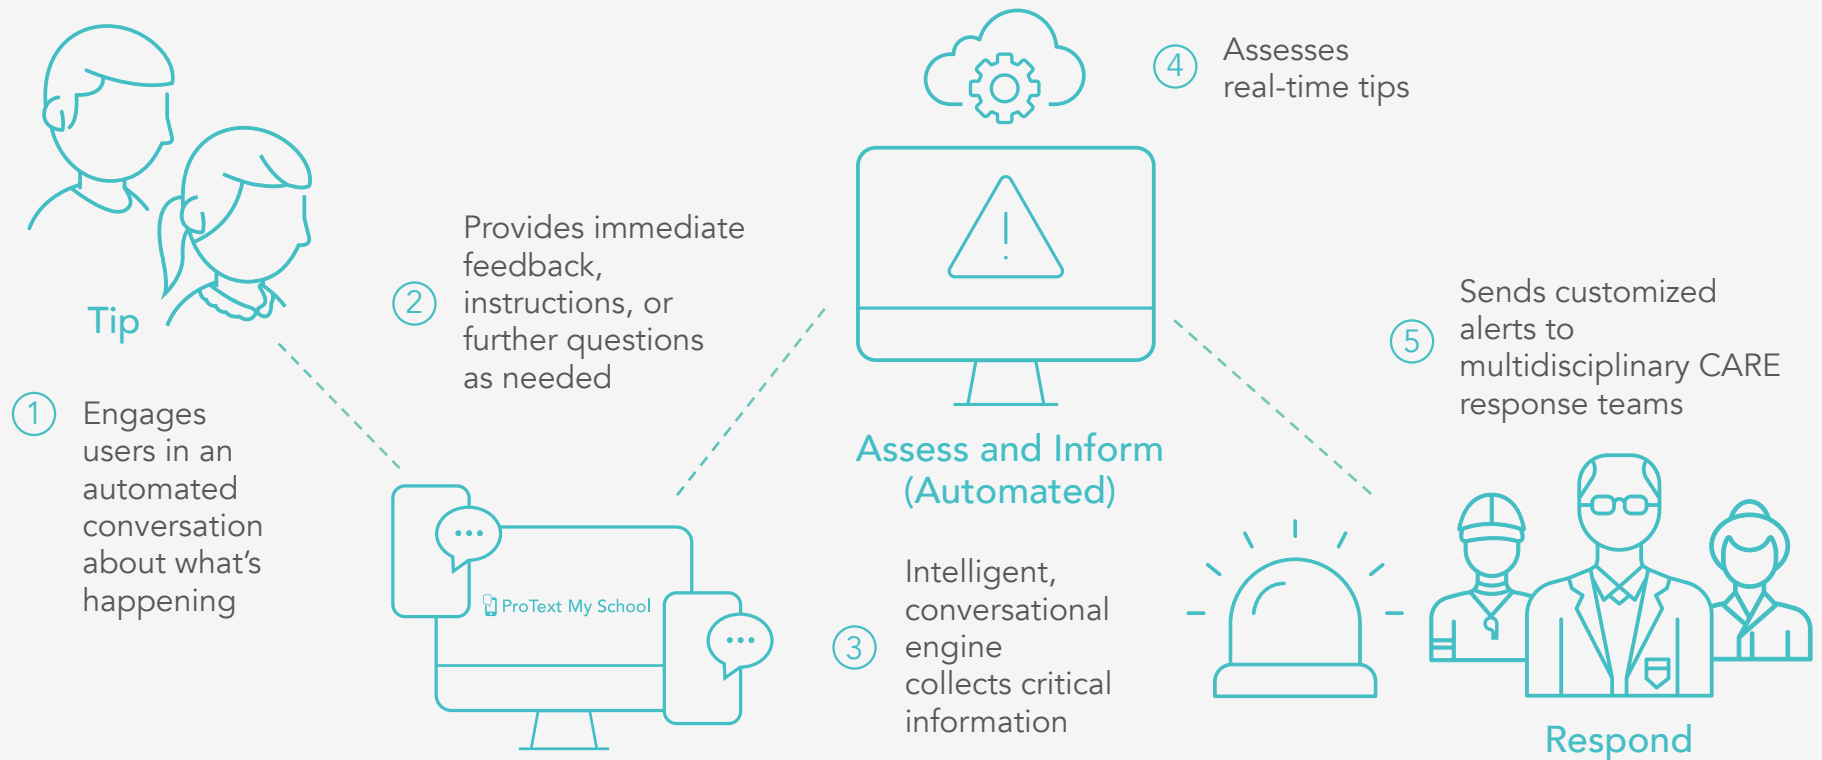 Tip
1
Engages
users in an
automated
conversation
about what's
happening
2
Provides immediate
feedback,
instructions, or
further questions
as needed
ProText My School
Assess and Inform
(Automated)
3
Intelligent,
conversational
engine
collects critical
information
4
Assesses
real-time tips
5
Sends customized
alerts to
multidisciplinary CARE
response teams
Respond